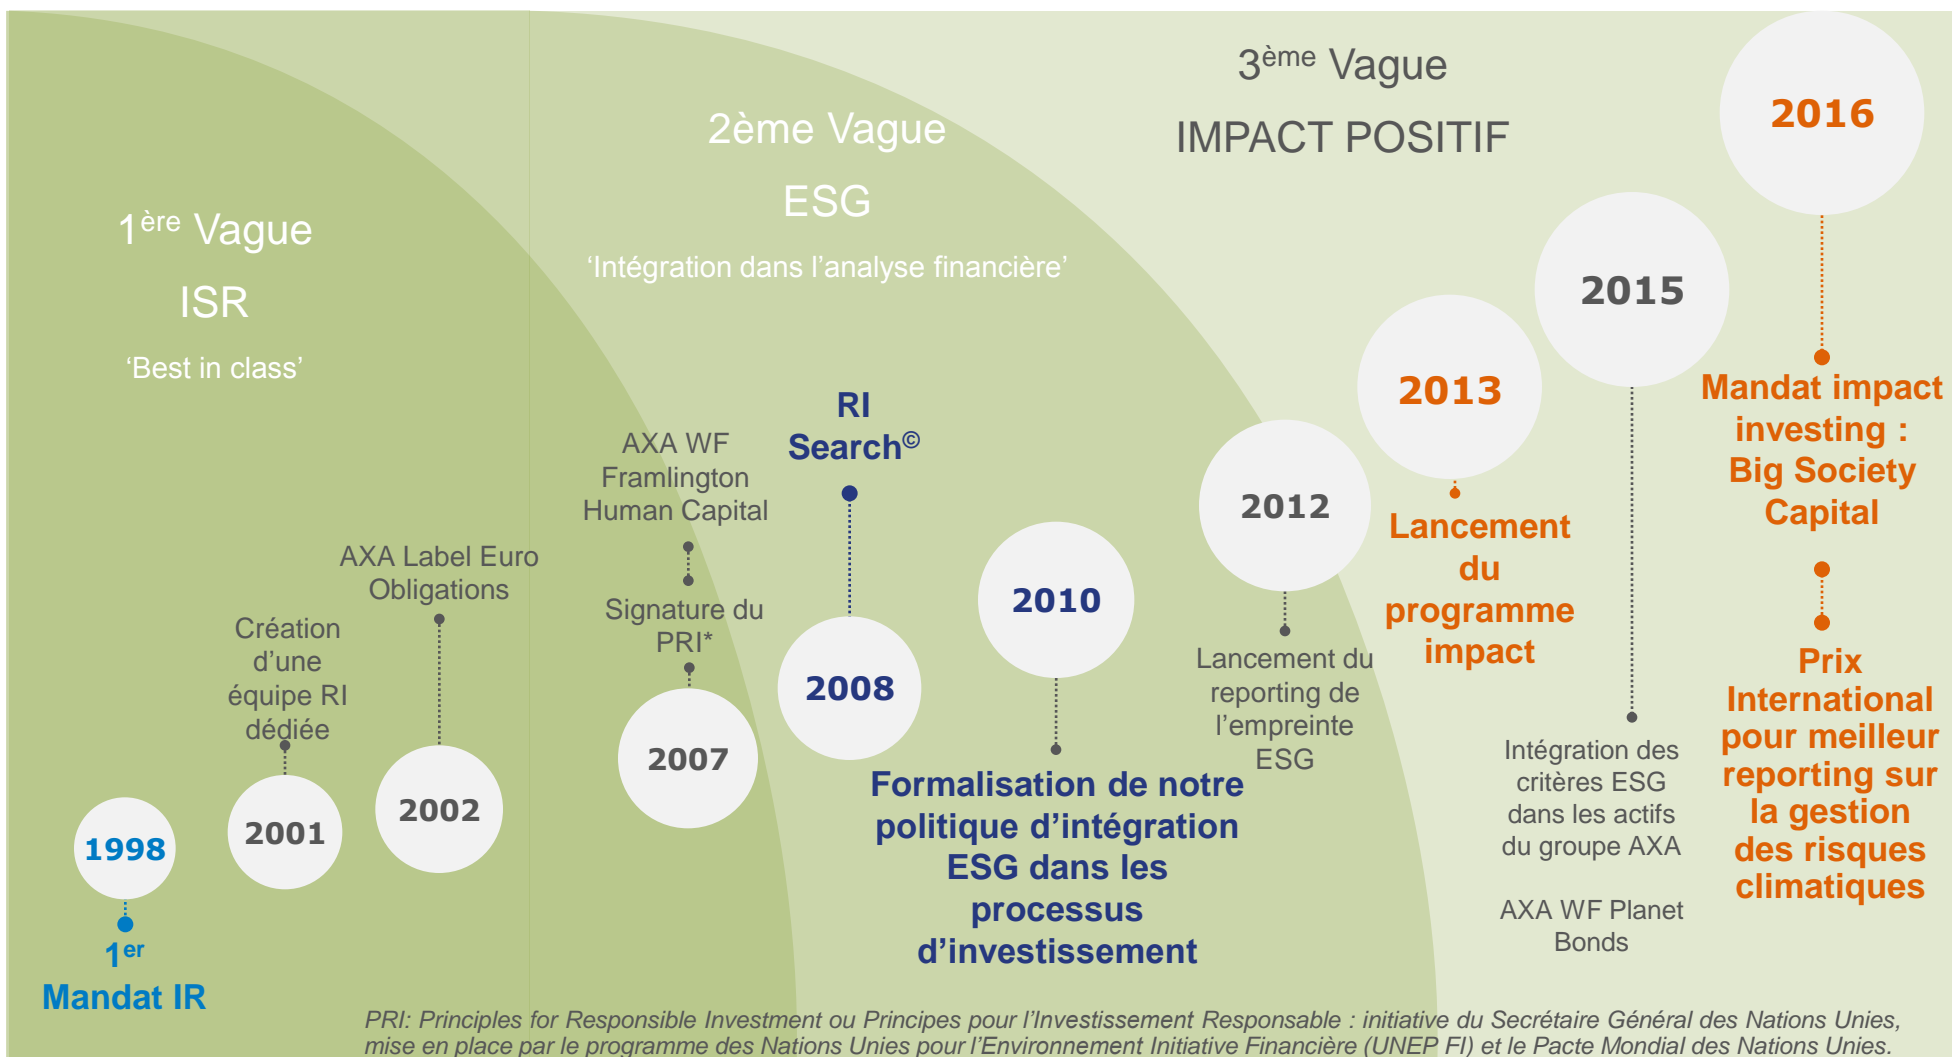 1ère Vague
ISR
‘Best in class’
2ème Vague
ESG
‘Intégration dans l’analyse financière’
3ème Vague
IMPACT POSITIF
1998
1er
Mandat IR
Création
d’une
équipe RI
dédiée
2001
AXA Label Euro
Obligations
2002
AXA WF
Framlington
Human Capital
Signature du
PRI*
2007
RI
Search©
2008
2010
Formalisation de notre
politique d’intégration
ESG dans les
processus
d’investissement
2012
Lancement du
reporting de
l’empreinte
ESG
2013
Lancement
du
programme
impact
2015
Intégration des
critères ESG
dans les actifs
du groupe AXA
AXA WF Planet
Bonds
2016
Mandat impact
investing :
Big Society
Capital
Prix
International
pour meilleur
reporting sur
la gestion
des risques
climatiques
PRI: Principles for Responsible Investment ou Principes pour l’Investissement Responsable : initiative du Secrétaire Général des Nations Unies,
mise en place par le programme des Nations Unies pour l’Environnement Initiative Financière (UNEP FI) et le Pacte Mondial des Nations Unies.